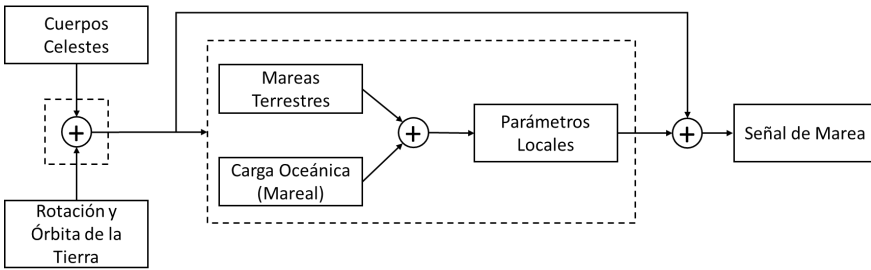 Cuerpos
Celestes
+
Rotación y
Órbita de la
Tierra
Mareas
Terrestres
Carga Oceánica
(Mareal)
+
Parámetros
Locales
+
Señal de Marea